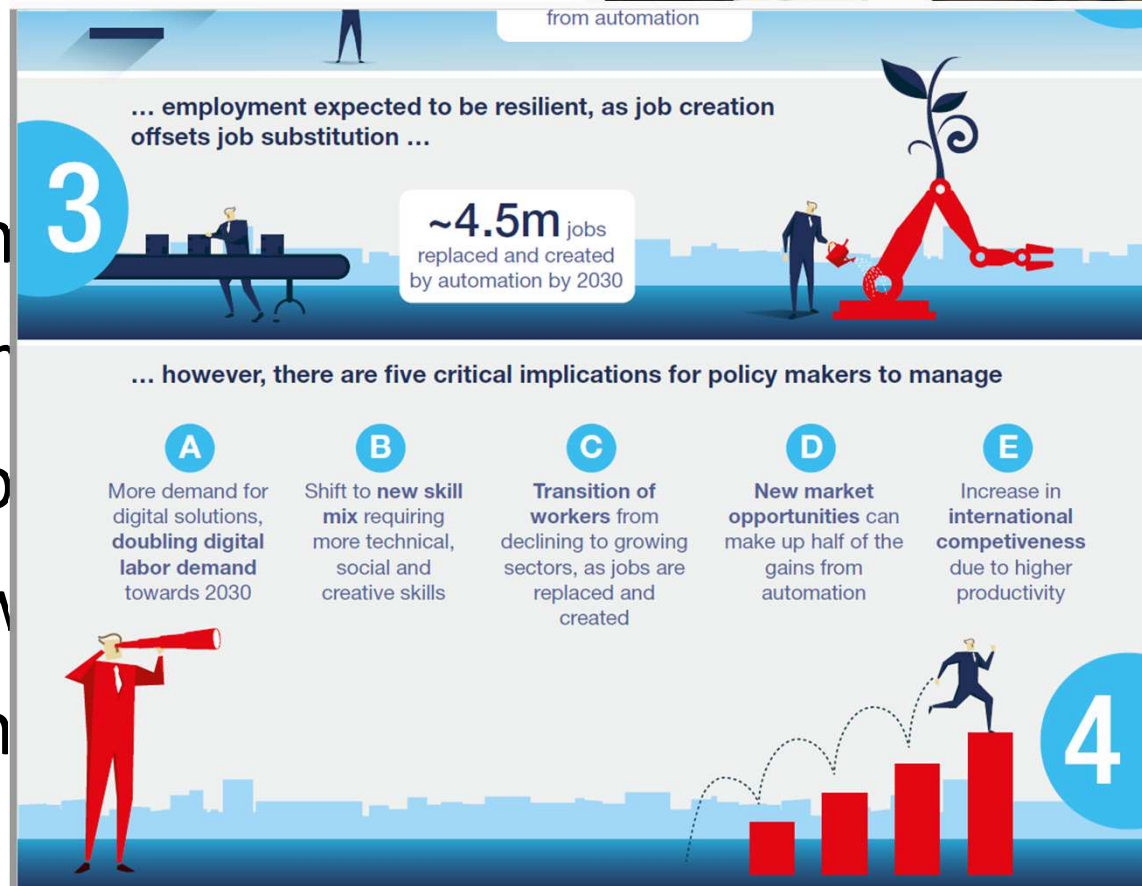 from automation
... employment expected to be resilient, as job creation
offsets job substitution ...
3
~4.5m jobs
replaced and created
by automation by 2030
... however, there are five critical implications for policy makers to manage
A
More demand for
digital solutions,
doubling digital
labor demand
towards 2030
B
Shift to new skill
mix requiring
more technical,
social and
creative skills
C
Transition of
workers from
declining to growing
sectors, as jobs are
replaced and
created
D
New market
opportunities can
make up half of the
gains from
automation
E
Increase in
international
competiveness
due to higher
productivity
4